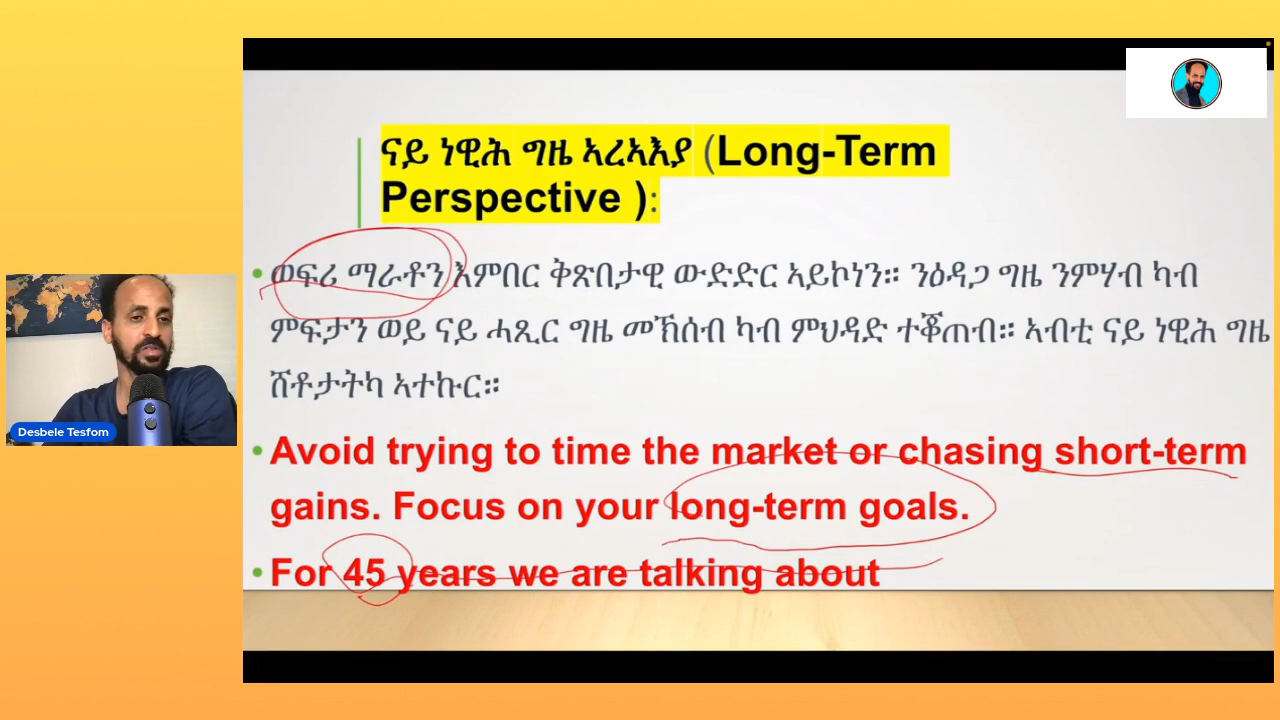 ናይ ነዊሕ ግዜ ኣረኣእያ (Long-Term
Perspective ):
• ወፍሪ ማራቶን እምበር ቅጽበታዊ ውድድር ኣይኮነን። ንዕዳጋ ግዜ ንምሃብ ካብ
ምፍታን ወይ ናይ ሓጺር ግዜ መኽሰብ ካብ ምህዳድ ተቖጠብ። ኣብቲ ናይ ነዊሕ ግዜ
ሸቶታትካ ኣተኩር።
• Avoid trying to time the market or chasing short-term
gains. Focus on your long-term goals.
• For 45 years we are talking about
Desbele Tesfom